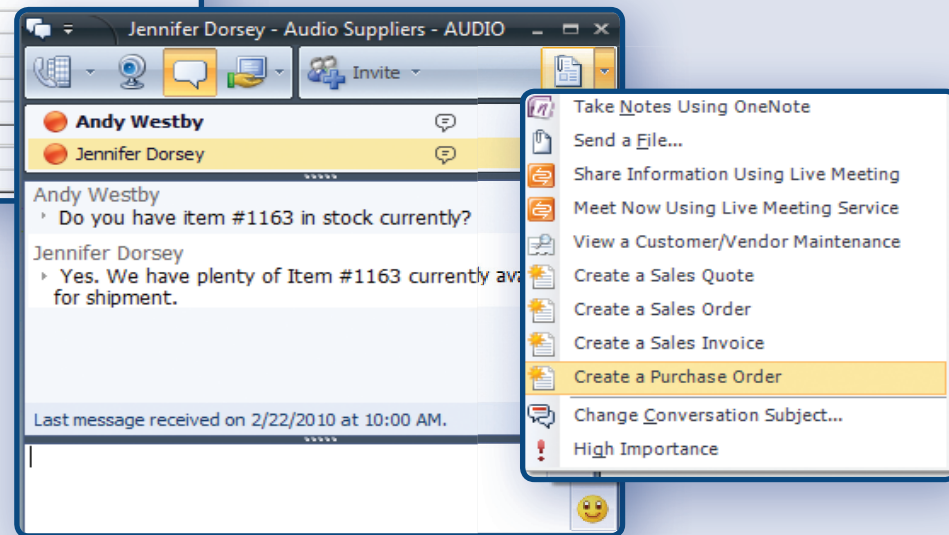 Jennifer Dorsey - Audio Suppliers - AUDIO
Invite
Andy Westby
Jennifer Dorsey
Andy Westby
Do you have item #1163 in stock currently?
Jennifer Dorsey
Yes. We have plenty of Item #1163 currently
for shipment.
Last message received on 2/22/2010 at 10:00 AM.
Take Notes Using OneNote
Send a File...
Share Information Using Live Meeting
Meet Now Using Live Meeting Service
View a Customer/Vendor Maintenance
Create a Sales Quote
Create a Sales Order
Create a Sales Invoice
Create a Purchase Order
Change Conversation Subject...
High Importance